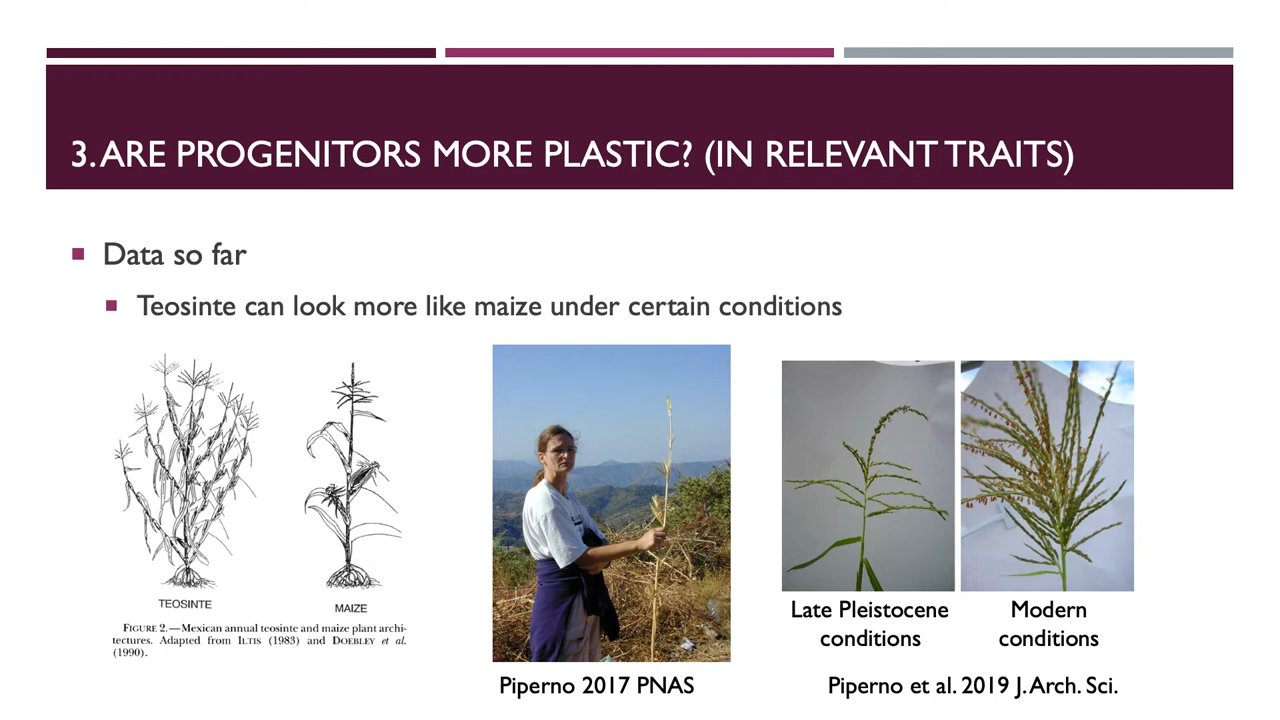 3. ARE PROGENITORS MORE PLASTIC? (IN RELEVANT TRAITS)
Data so far
Teosinte can look more like maize under certain conditions
TEOSINTE
MAIZE
FIGURE 2.—Mexican annual teosinte and maize plant archi-
tectures. Adapted from ILTIS (1983) and DOEBLEY et al.
(1990).
Piperno 2017 PNAS
Late Pleistocene
conditions
Modern
conditions
Piperno et al. 2019 J. Arch. Sci.